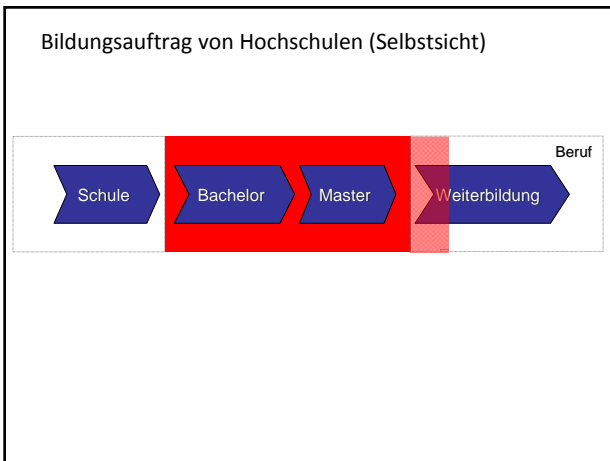 Bildungsauftrag von Hochschulen (Selbstsicht)
Beruf
Schule Bachelor Master Weiterbildung